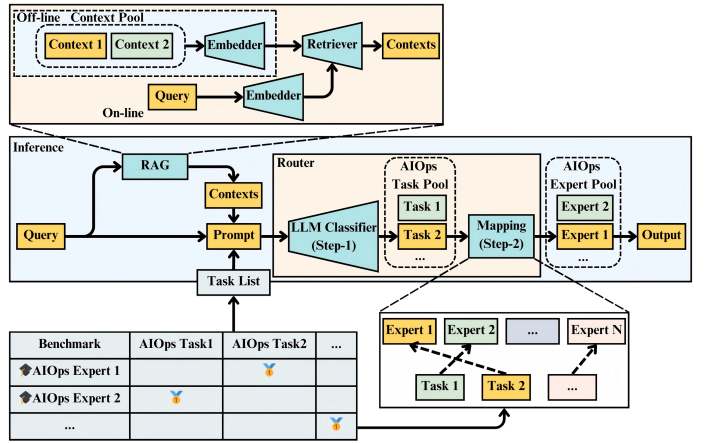 Off-line Context Pool
Context 1
Context 2
Embedder
Retriever
Contexts
Query
Embedder
On-line
Inference
RAG
Contexts
Query
Prompt
Task List
Router
LLM Classifier
(Step-1)
AIOps
Task Pool
Task 1
Task 2
...
Mapping
(Step-2)
AIOps
Expert Pool
Expert 2
Expert 1
...
Output
Benchmark AIOps Task1 AIOps Task2 ...
AIOps Expert 1
AIOps Expert 2
...
Expert 1 Expert 2 ... Expert N
Task 1 Task 2 ...